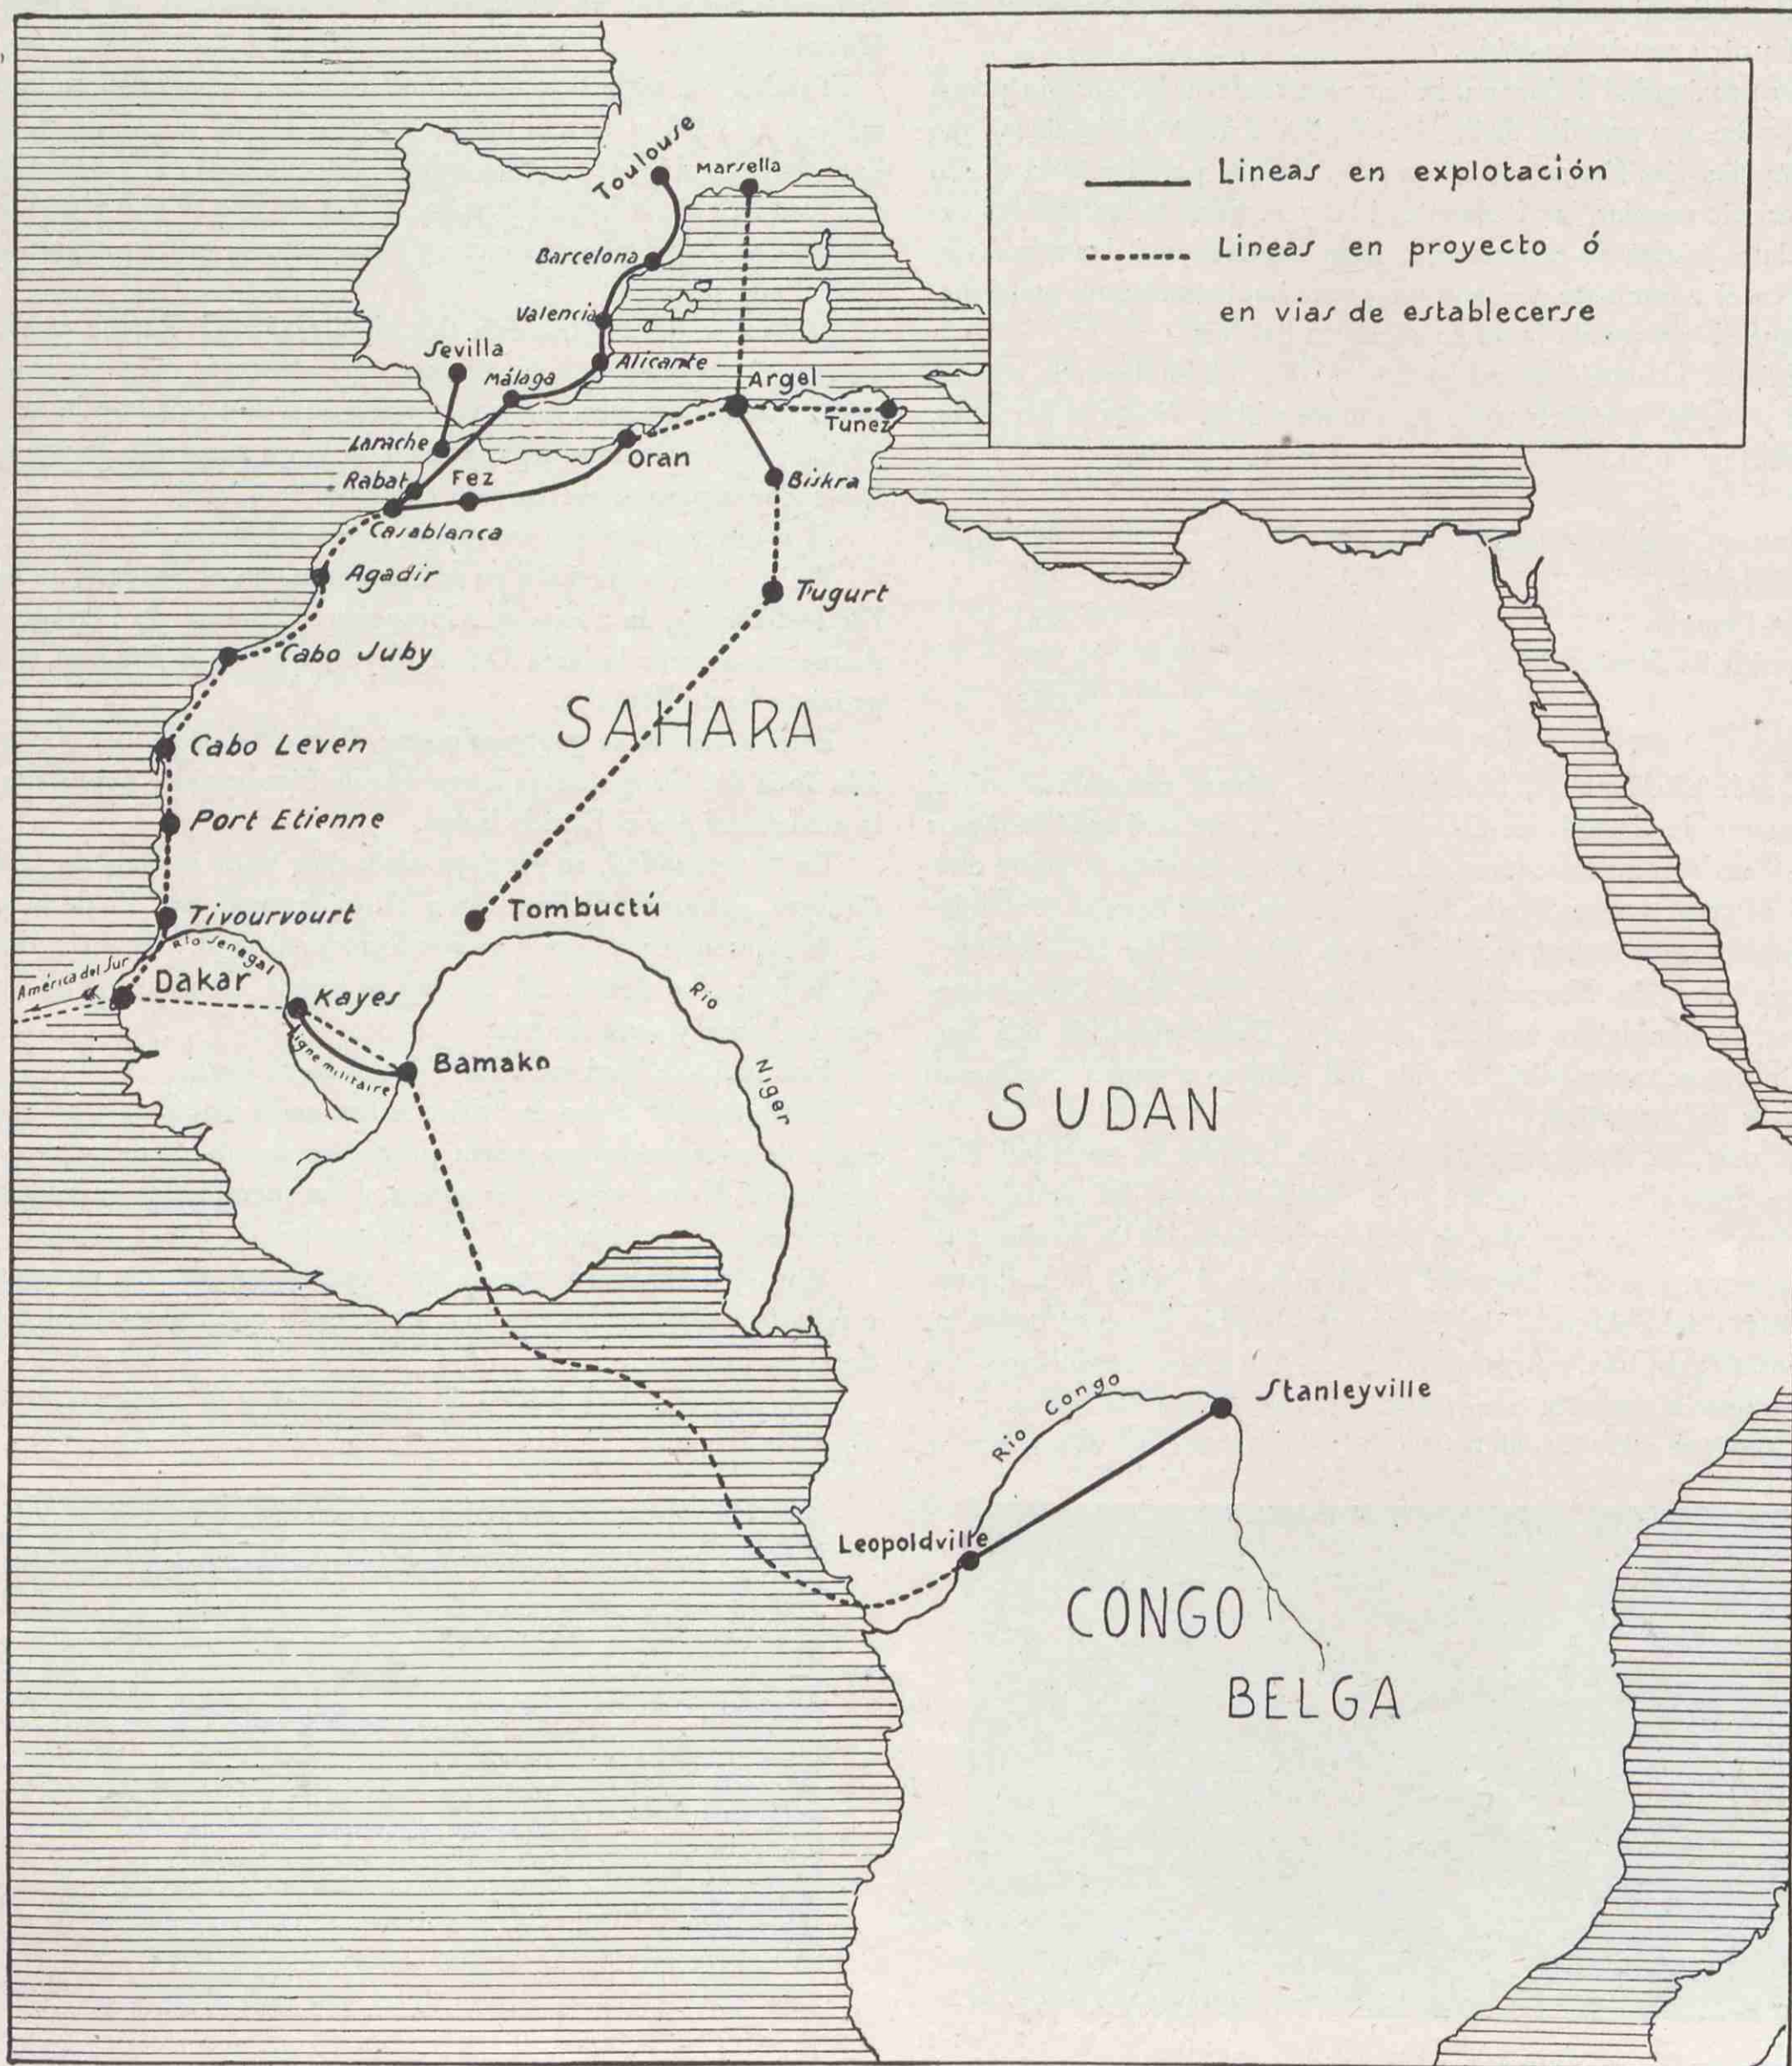 Lineas en explotación
Lineas en proyecto ó
en vias de establecerse
Toulouse
Marsella
Barcelona
Valencia
Sevilla
Málaga
Alicante
Argel
Tunez
Larache
Oran
Rabat
Fez
Biskra
Casablanca
Agadir
Tugurt
Cabo Juby
SAHARA
Cabo Leven
Port Etienne
Tivourvourt
Tombuctú
Rio Senegal
América del Sur
Dakar
Kayes
Rio
Niger
Ligne militaire
Bamako
SUDAN
Rio Congo
Stanleyville
Leopoldville
CONGO
BELGA